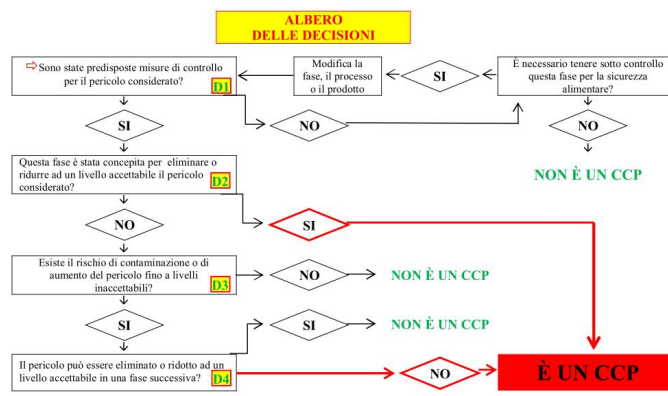 ALBERO
DELLE DECISIONI
⇨ Sono state predisposte misure di controllo
per il pericolo considerato?
D1
Modifica la
fase, il processo
o il prodotto
SI
È necessario tenere sotto controllo
questa fase per la sicurezza
alimentare?
SI
NO
NO
NON È UN CCP
Questa fase è stata concepita per eliminare o
ridurre ad un livello accettabile il pericolo
considerato?
D2
NO
SI
Esiste il rischio di contaminazione o di
aumento del pericolo fino a livelli
inaccettabili?
D3
NO
NON È UN CCP
SI
SI
NON È UN CCP
Il pericolo può essere eliminato o ridotto ad un
livello accettabile in una fase successiva?
D4
NO
È UN CCP